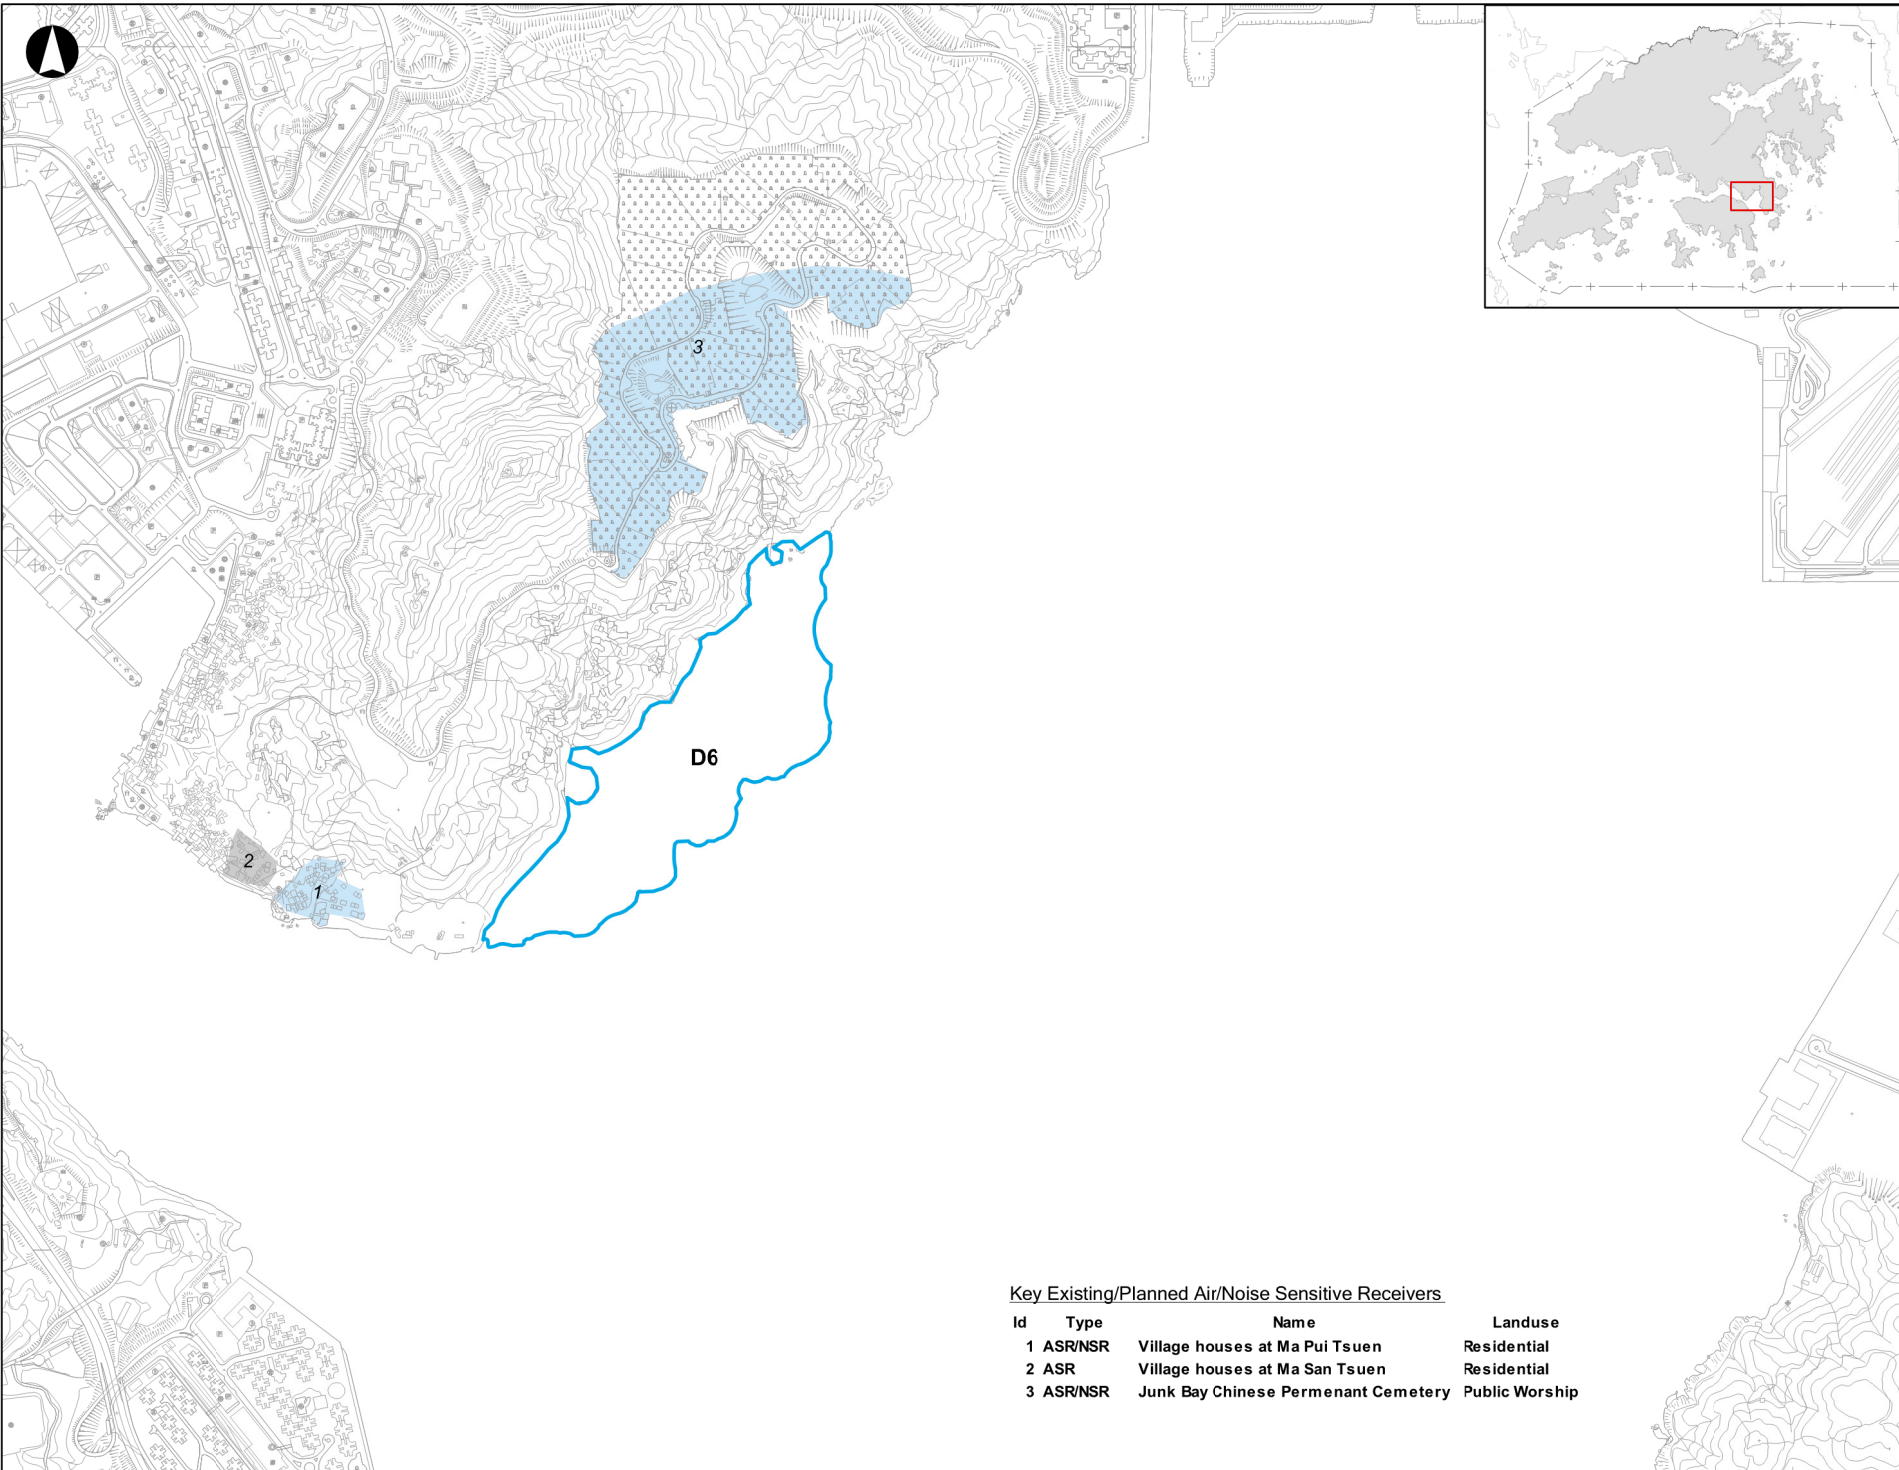 3
D6
2
1
Key Existing/Planned Air/Noise Sensitive Receivers
Id Type Name Landuse
1 ASR/NSR Village houses at Ma Pui Tsuen Residential
2 ASR Village houses at Ma San Tsuen Residential
3 ASR/NSR Junk Bay Chinese Permenant Cemetery Public Worship